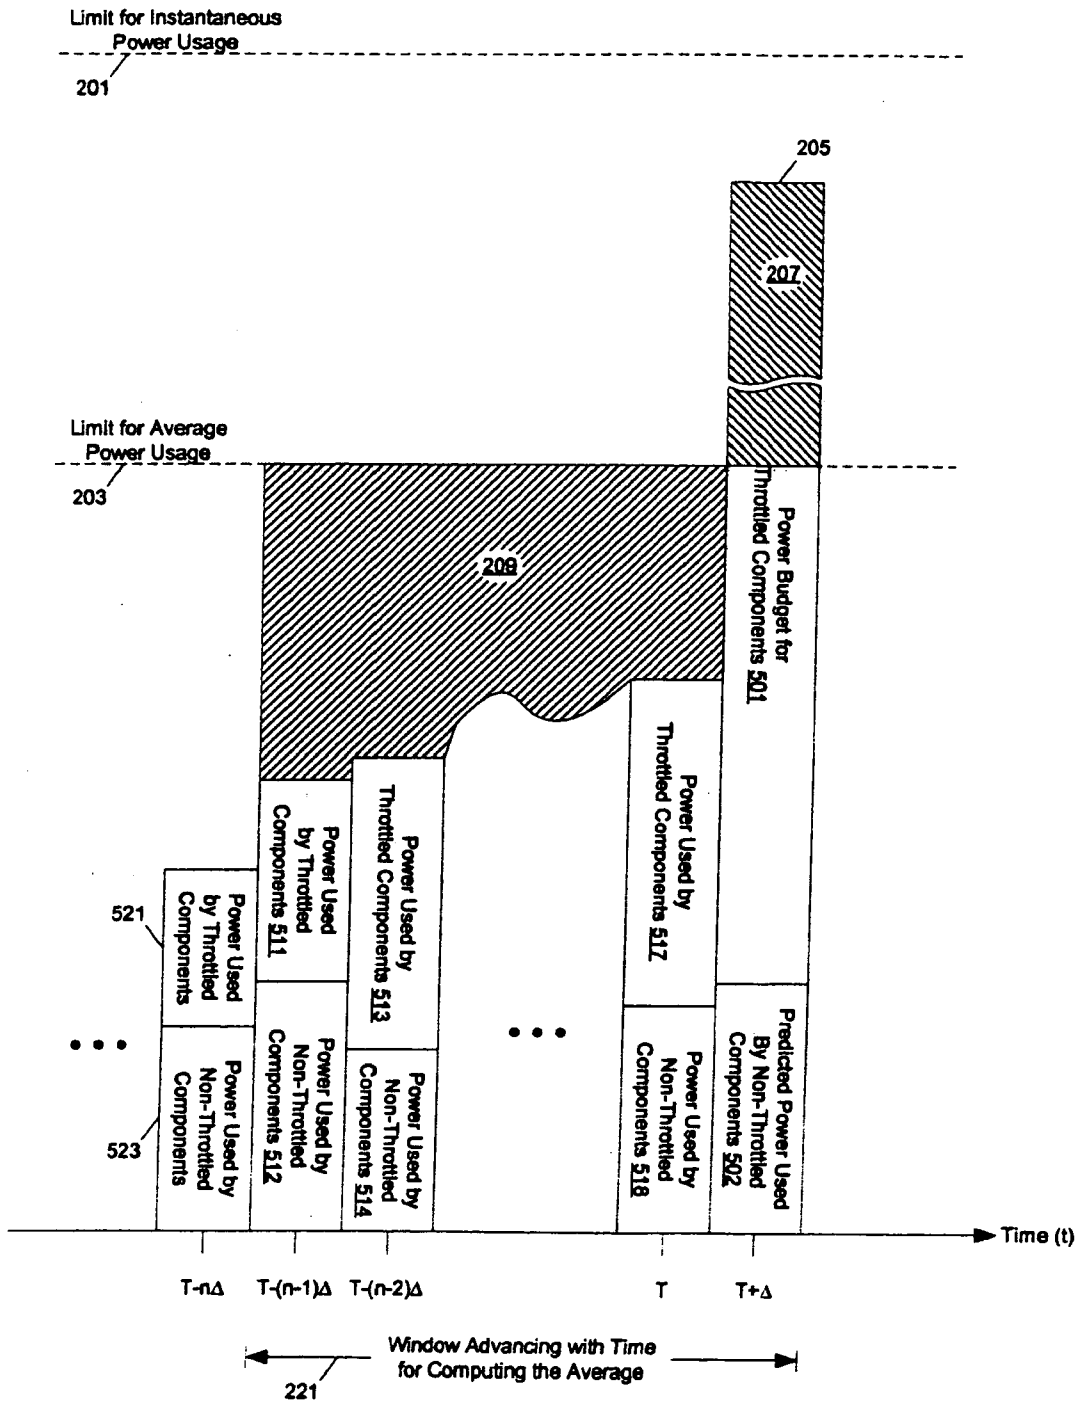 Limit for Instantaneous
Power Usage
201
205
207
Limit for Average
Power Usage
203
209
Power Budget for
Throttled Components 501
Power Used by
Throttled Components 517
Power Used by
Throttled Components 513
Power Used
by Throttled
Components 511
521
Power Used
by Throttled
Components
523
Power Used by
Non-Throttled
Components
Power Used by
Non-Throttled
Components 512
Power Used by
Non-Throttled
Components 514
Power Used by
Non-Throttled
Components 518
Predicted Power Used
By Non-Throttled
Components 502
Time (t)
T-nΔ
T-(n-1)Δ
T-(n-2)Δ
T
T+Δ
Window Advancing with Time
for Computing the Average
221